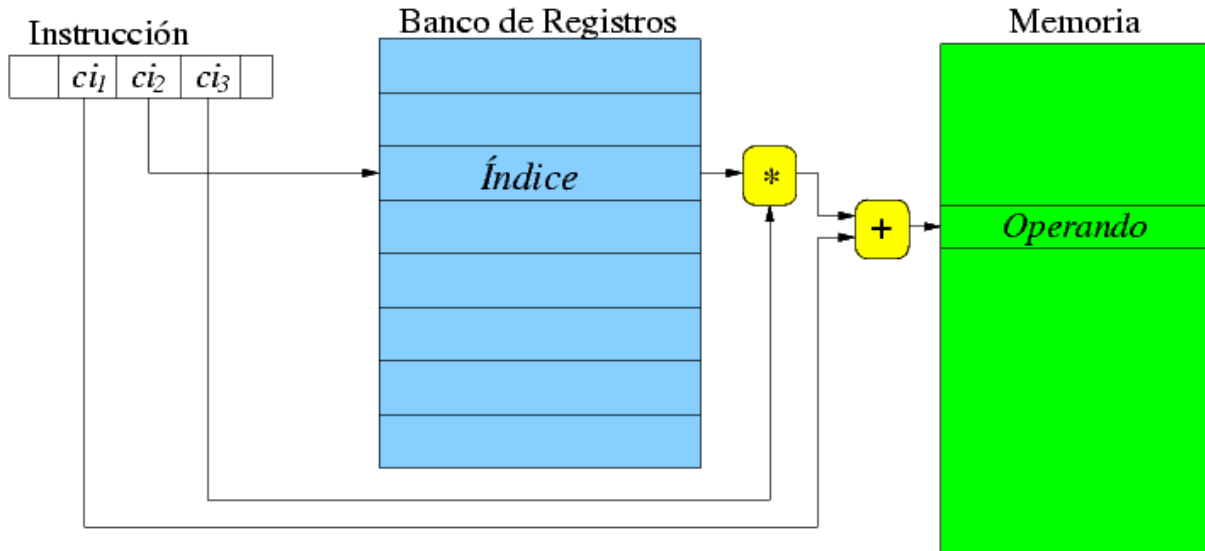 Instrucción
ci1 ci2 ci3
Banco de Registros
Índice
*
+
Memoria
Operando